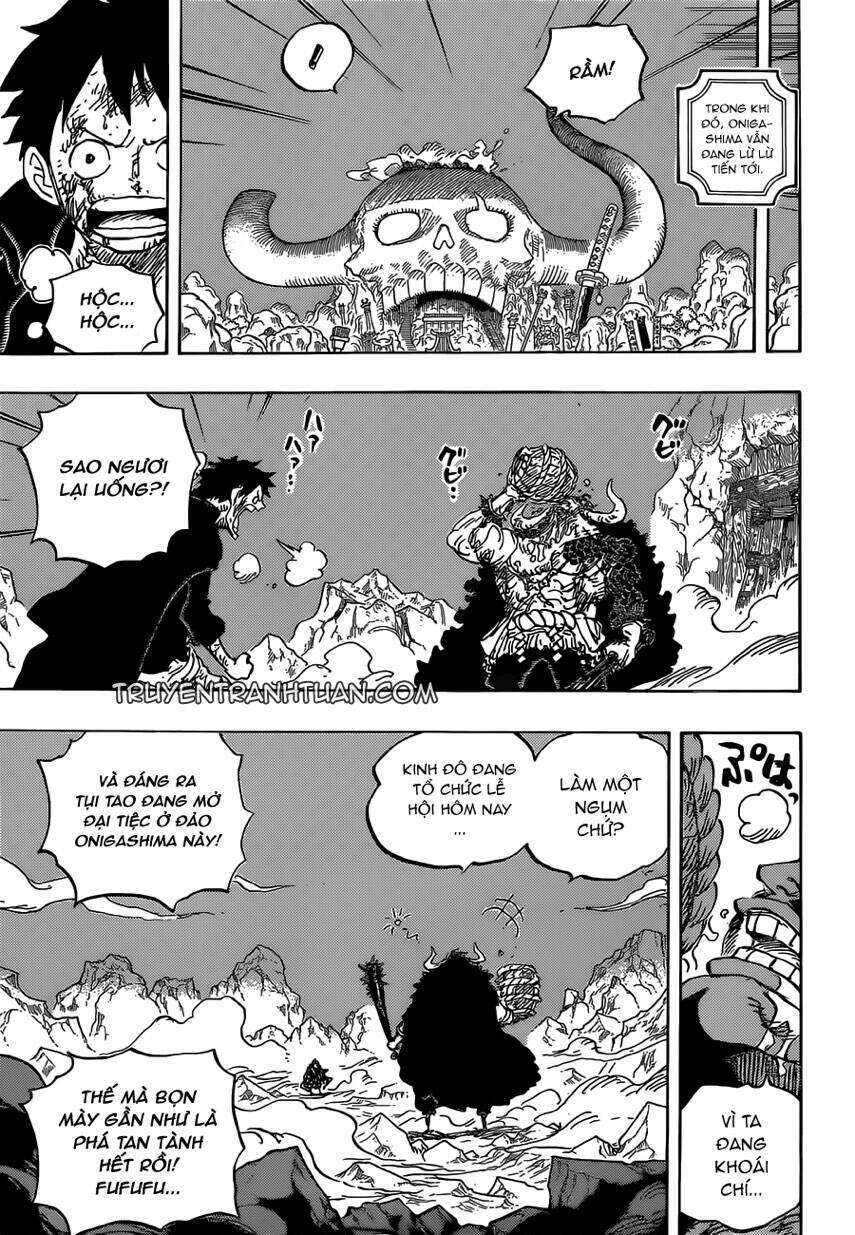 TRONG KHI
ĐÓ, ONIGA-
SHIMA VẪN
ĐANG LỪ LỪ
TIẾN TỚI.
RẦM!
HỘC...
HỘC...
グビ
グビ…
ハァ?
ハァ?
SAO NGƯƠI
LẠI UỐNG?!
TRUYENTRANHTUAN.COM
ぷはっ
VÌ TA
ĐANG
KHOÁI
CHÍ...
LÀM MỘT
NGỤM
CHỨ?
KINH ĐÔ ĐANG
TỔ CHỨC LỄ
HỘI HÔM NAY
...
VÀ ĐÁNG RA
TỤI TAO ĐANG MỞ
ĐẠI TIỆC Ở ĐẢO
ONIGASHIMA NÀY!
THẾ MÀ BỌN
MÀY GẦN NHƯ LÀ
PHÁ TAN TÀNH
HẾT RỒI!
FUFUFU...